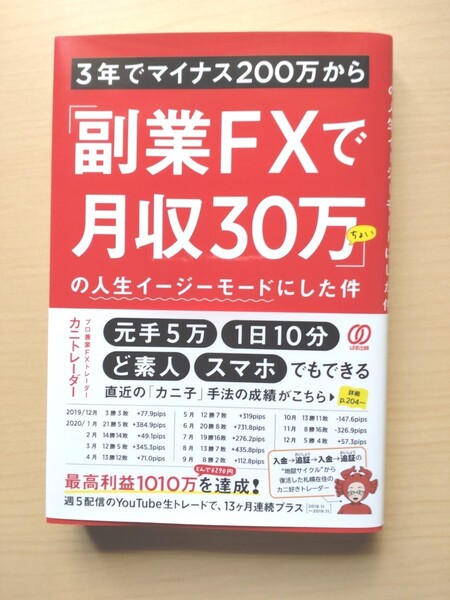 3年でマイナス200万から
「副業FXで
月収30万」
ちょい
の人生イージーモードにした件
プロ兼業FXトレーダー
カニトレーダー
元手5万 1日10分
ど素人 スマホ でもできる
ぱる出版
直近の「カニ子」手法の成績がこちら
詳細
p.204〜
2019/12月 3勝3敗 +77.9pips
2020/ 1月 21勝5敗 +384.9pips
2月 14勝14敗 +49.1pips
3月 12勝5敗 +345.3pips
4月 13勝12敗 +71.0pips
5月 12勝7敗 +319pips
6月 20勝8敗 +731.8pips
7月 19勝16敗 +276.2pips
8月 13勝7敗 +435.8pips
9月 8勝2敗 +112.8pips
10月 13勝11敗 -147.6pips
11月 8勝16敗 -326.9pips
12月 5勝4敗 +57.3pips
入金→追証→入金→追証の
"地獄サイクル"から
復活した札幌在住の
カニ好きトレーダー
最高利益1010万を達成!
週5配信のYouTube生トレードで、13ヶ月連続プラス